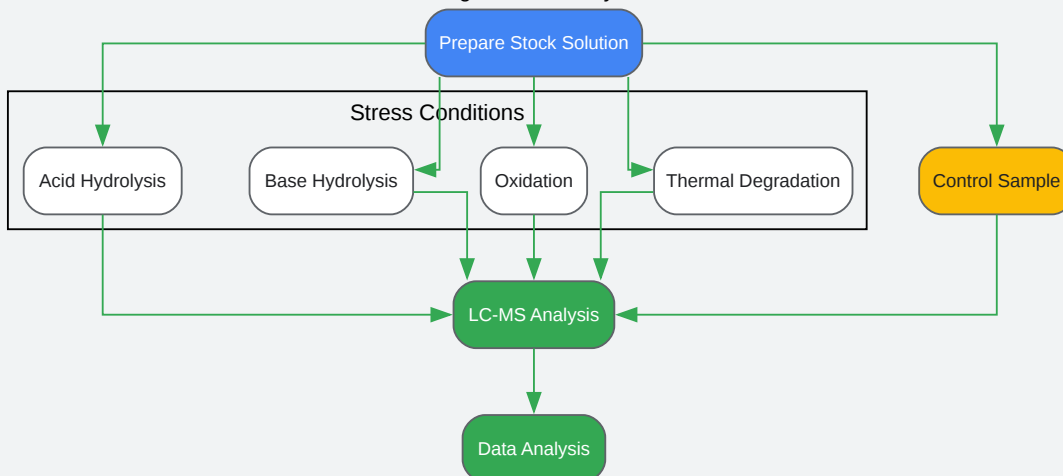 Prepare Stock Solution
Stress Conditions
Acid Hydrolysis
Base Hydrolysis
Oxidation
Thermal Degradation
Control Sample
LC-MS Analysis
Data Analysis